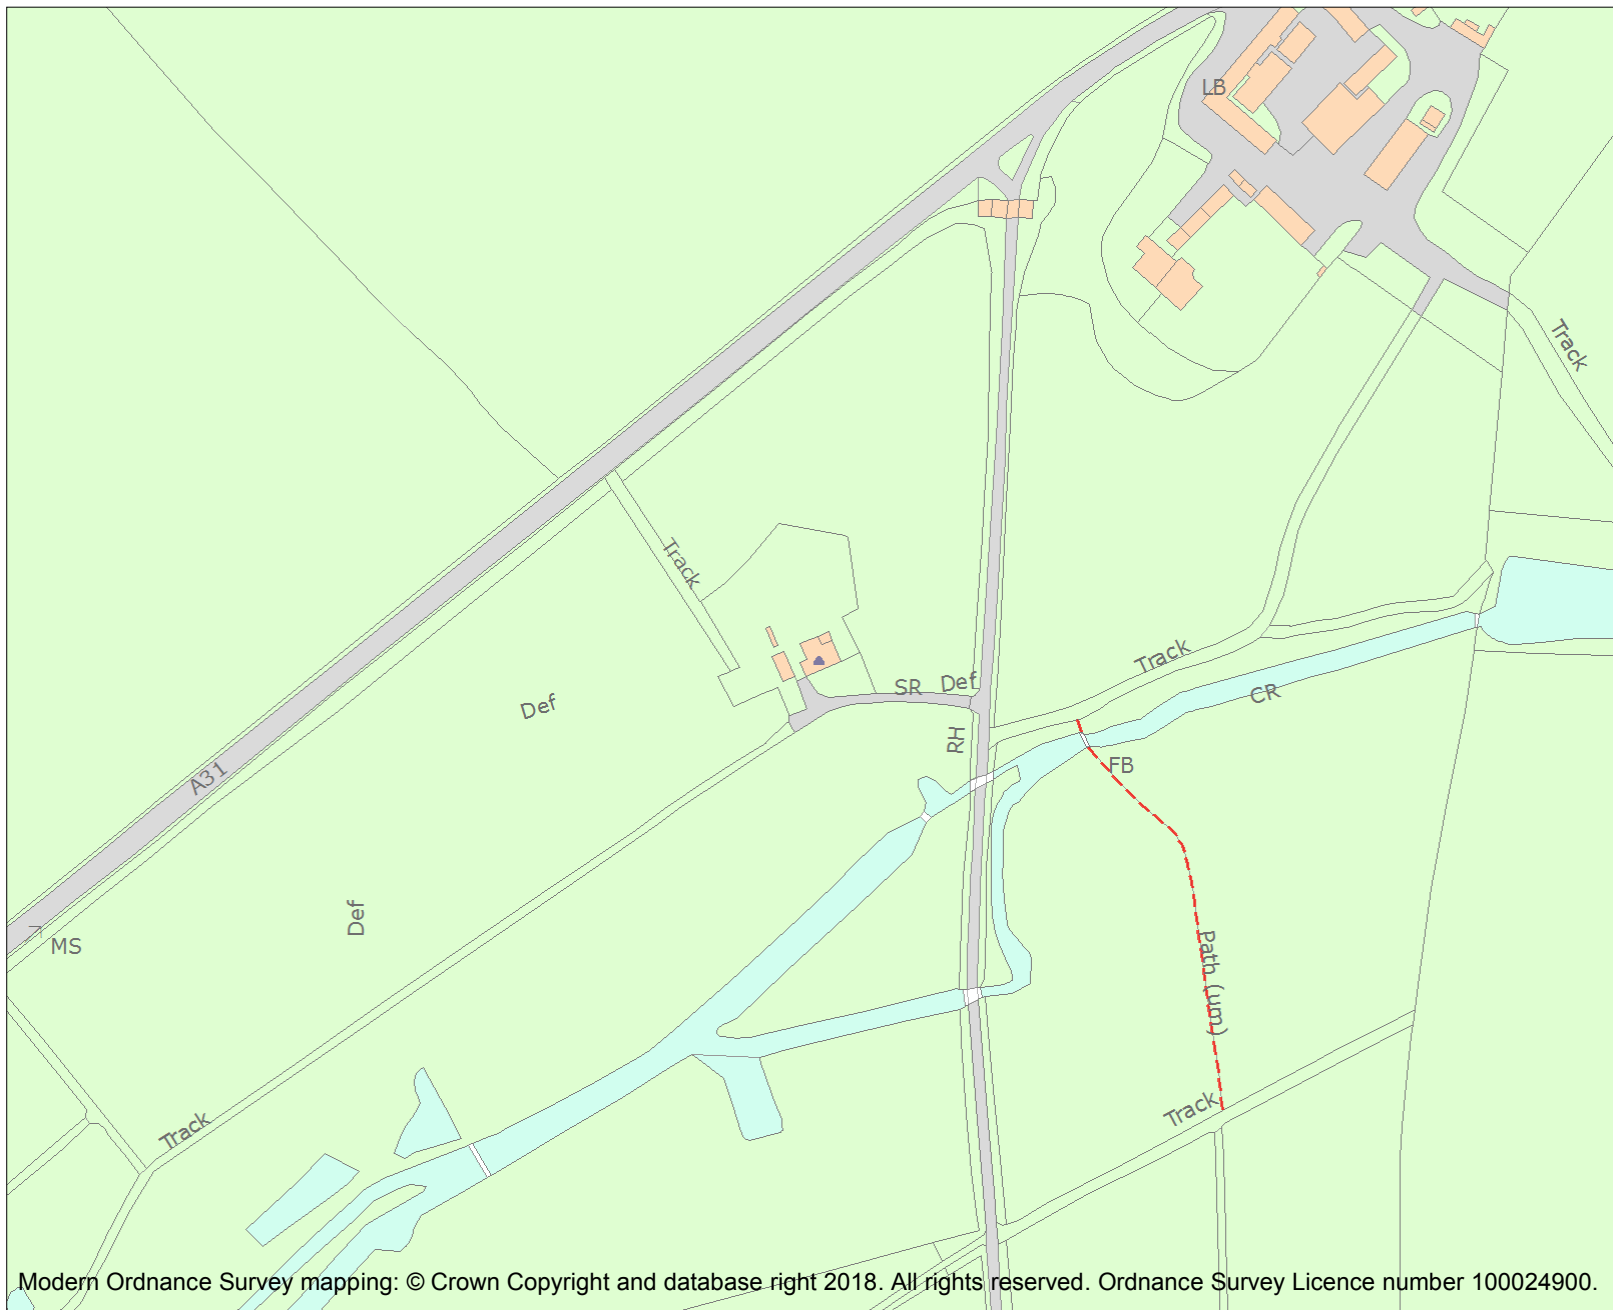 LB
Track
Track
Track
SR
Def
CR
Def
RH
FB
A31
Def
MS
Path (um)
Track
Track
Modern Ordnance Survey mapping: © Crown Copyright and database right 2018. All rights reserved. Ordnance Survey Licence number 100024900.